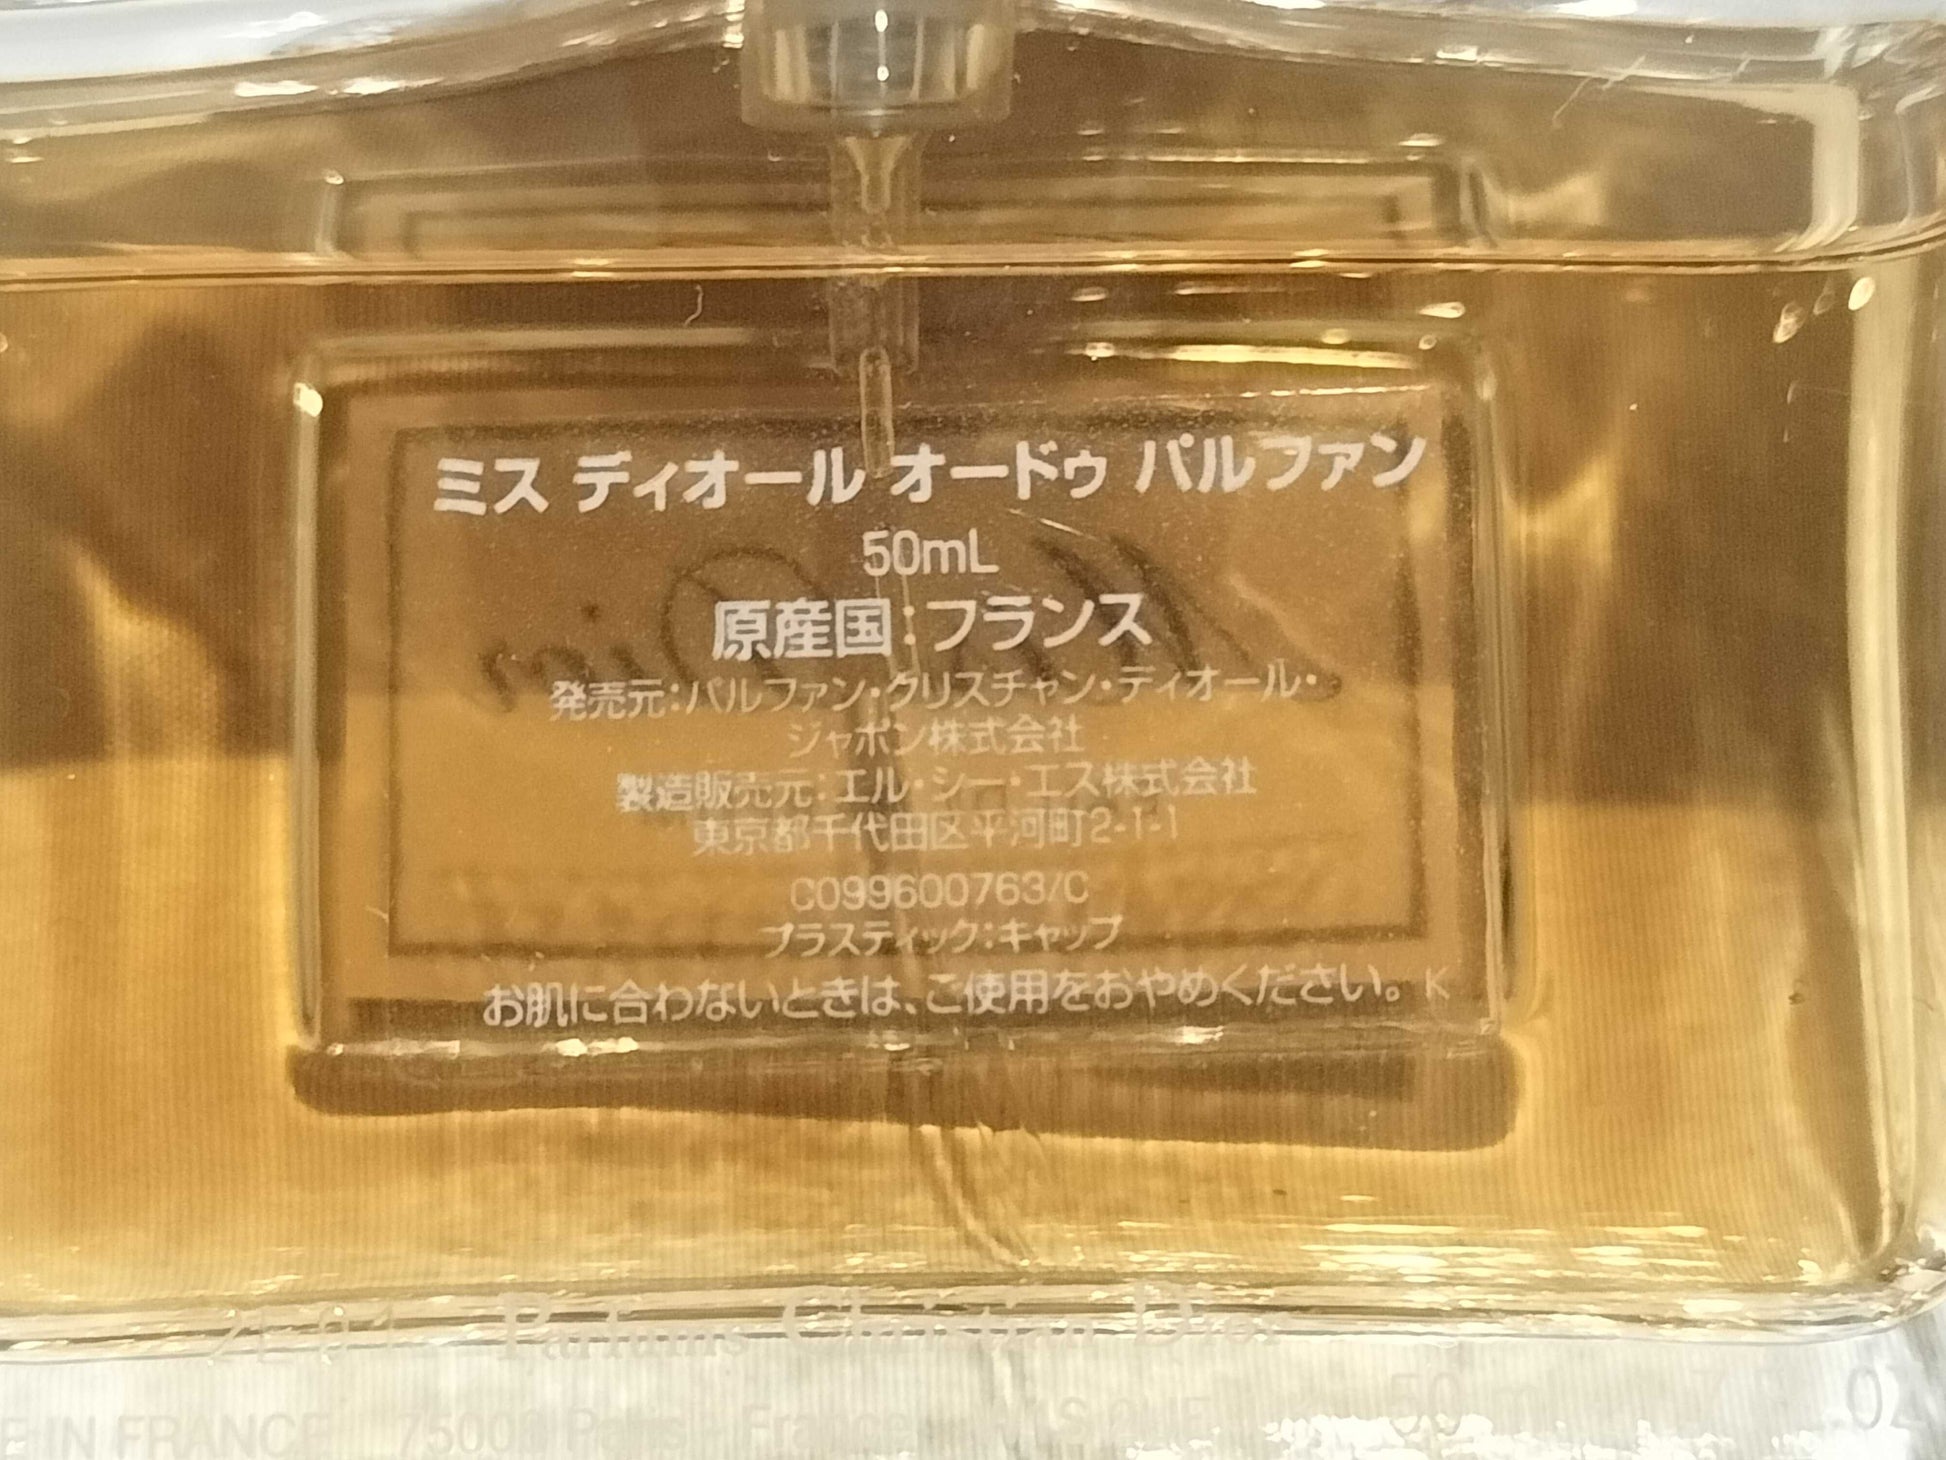 ミス ディオール オードゥ パルファン
50mL
原産国：フランス
発売元：パルファン・クリスチャン・ディオール・
ジャポン株式会社
製造販売元：エル・シー・エス株式会社
東京都千代田区平河町2-1-1
C099600763/C
プラスティック：キャップ
お肌に合わないときは、ご使用をおやめください。 K
Parfums Christian Dior
IN FRANCE Paris - France 50 OZ